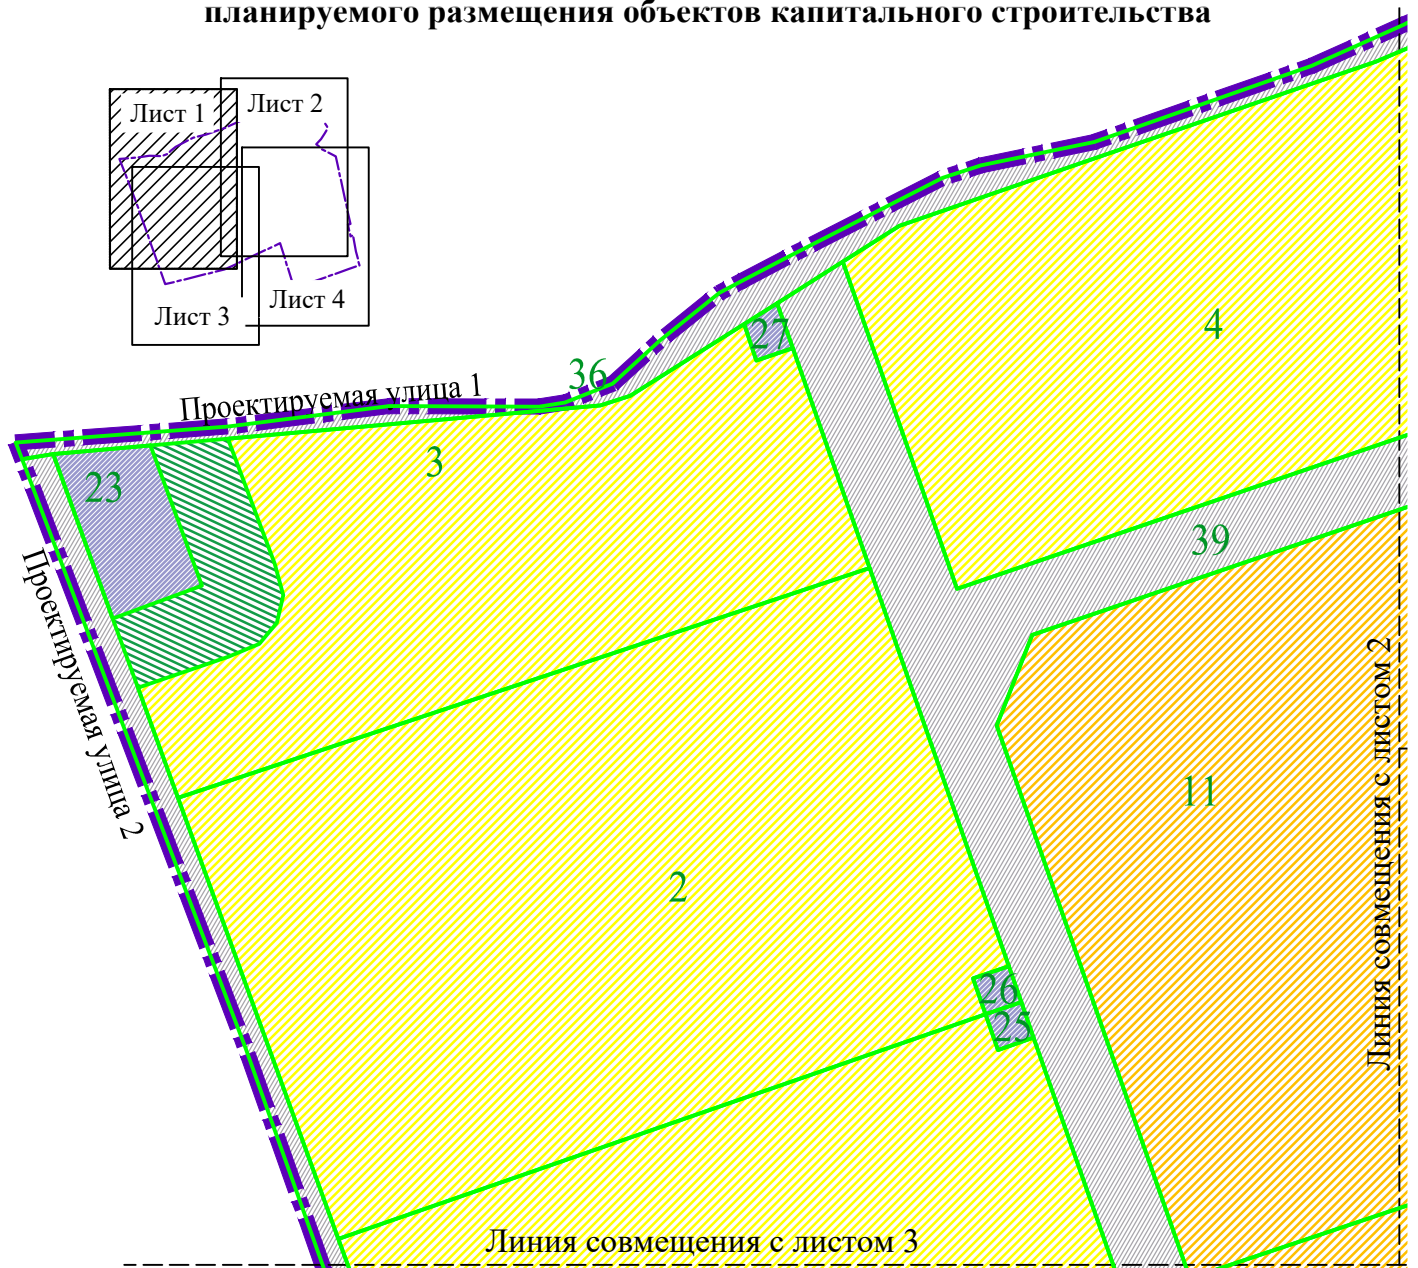 планируемого размещения объектов капитального строительства
Лист 1
Лист 2
Лист 3
Лист 4
Проектируемая улица 1
36
27
4
3
23
39
Проектируемая улица 2
11
2
26
25
Линия совмещения с листом 2
Линия совмещения с листом 3